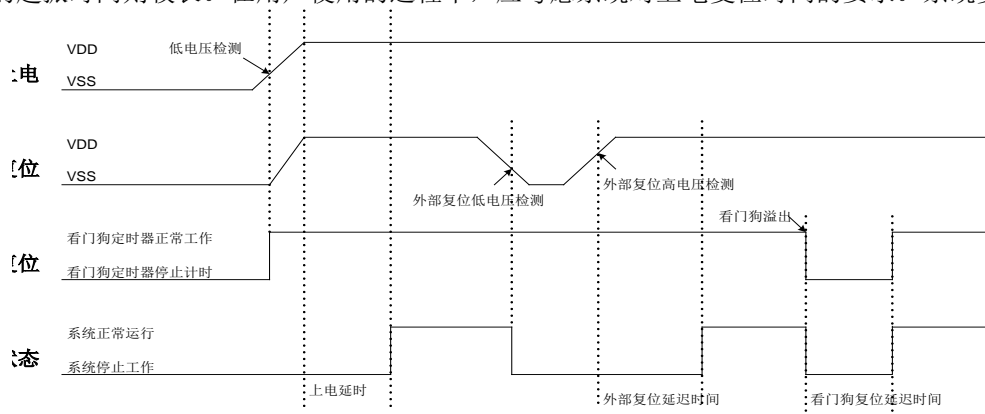 VDD
低电压检测
电
VSS
VDD
位
VSS
外部复位高电压检测
外部复位低电压检测
看门狗溢出
看门狗定时器正常工作
位
看门狗定时器停止计时
系统正常运行
态
系统停止工作
上电延时
外部复位延迟时间
看门狗复位延迟时间